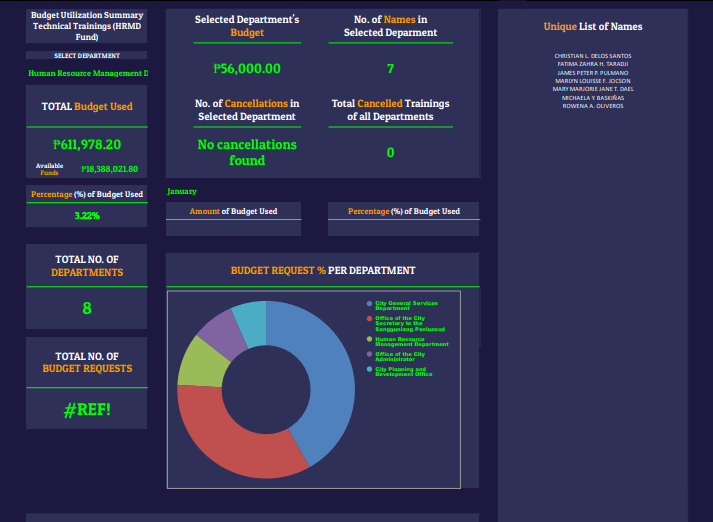 Budget Utilization Summary
Technical Trainings (HRMD
Fund)
SELECT DEPARTMENT
Human Resource Management D
TOTAL Budget Used
₱611,978.20
Available
Funds
₱18,388,021.80
Percentage (%) of Budget Used
3.22%
TOTAL NO. OF
DEPARTMENTS
8
TOTAL NO. OF
BUDGET REQUESTS
#REF!
Selected Department's
Budget
₱56,000.00
No. of Names in
Selected Deparment
7
No. of Cancellations in
Selected Department
No cancellations
found
Total Cancelled Trainings
of all Departments
0
January
Amount of Budget Used
Percentage (%) of Budget Used
BUDGET REQUEST % PER DEPARTMENT
City General Services
Department
Office of the City
Secretary to the
Sangguniang Panlunsod
Human Resource
Management Department
Office of the City
Administrator
City Planning and
Development Office
Unique List of Names
CHRISTIAN L. DELOS SANTOS
FATIMA ZAHRA H. TARADJI
JAMES PETER P. PULMANO
MARLYN LOUISSE F. JOCSON
MARY MARJORIE JANE T. DAEL
MICHAELA Y. BASKIÑAS
ROWENA A. OLIVEROS